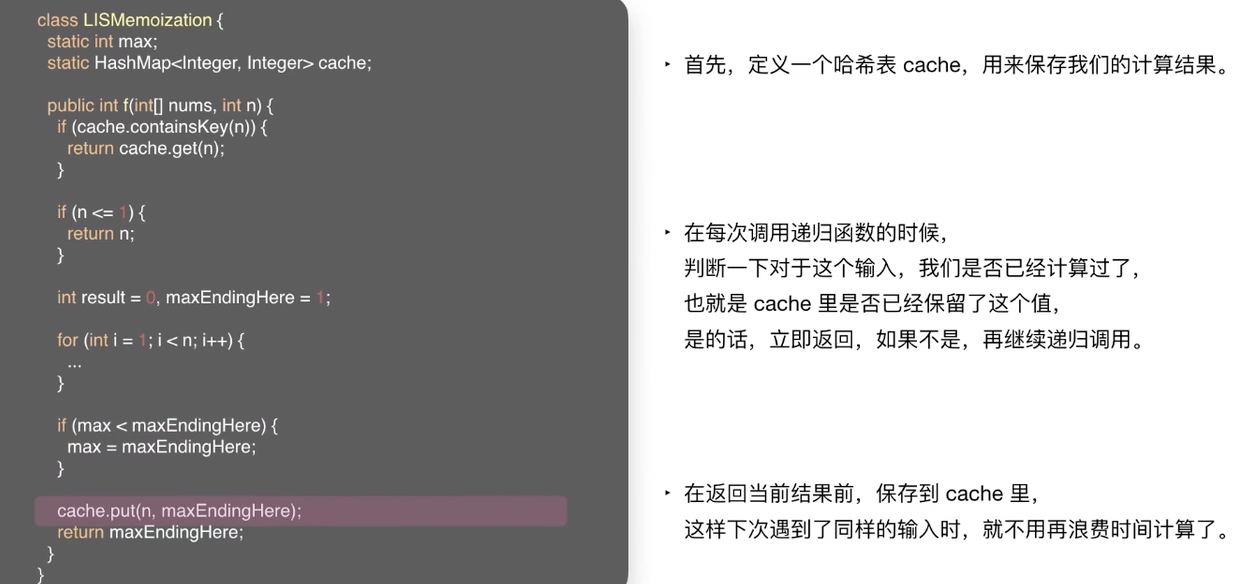 class LISMemoization {
static int max;
static HashMap<Integer, Integer> cache;
public int f(int[] nums, int n) {
if (cache.containsKey(n)) {
return cache.get(n);
}
if (n <= 1) {
return n;
}
int result = 0, maxEndingHere = 1;
for (int i = 1; i < n; i++) {
...
}
if (max < maxEndingHere) {
max = maxEndingHere;
}
cache.put(n, maxEndingHere);
return maxEndingHere;
}
}
‣ 首先，定义一个哈希表 cache，用来保存我们的计算结果。
‣ 在每次调用递归函数的时候，
判断一下对于这个输入，我们是否已经计算过了，
也就是 cache 里是否已经保留了这个值，
是的话，立即返回，如果不是，再继续递归调用。
‣ 在返回当前结果前，保存到 cache 里，
这样下次遇到了同样的输入时，就不用再浪费时间计算了。